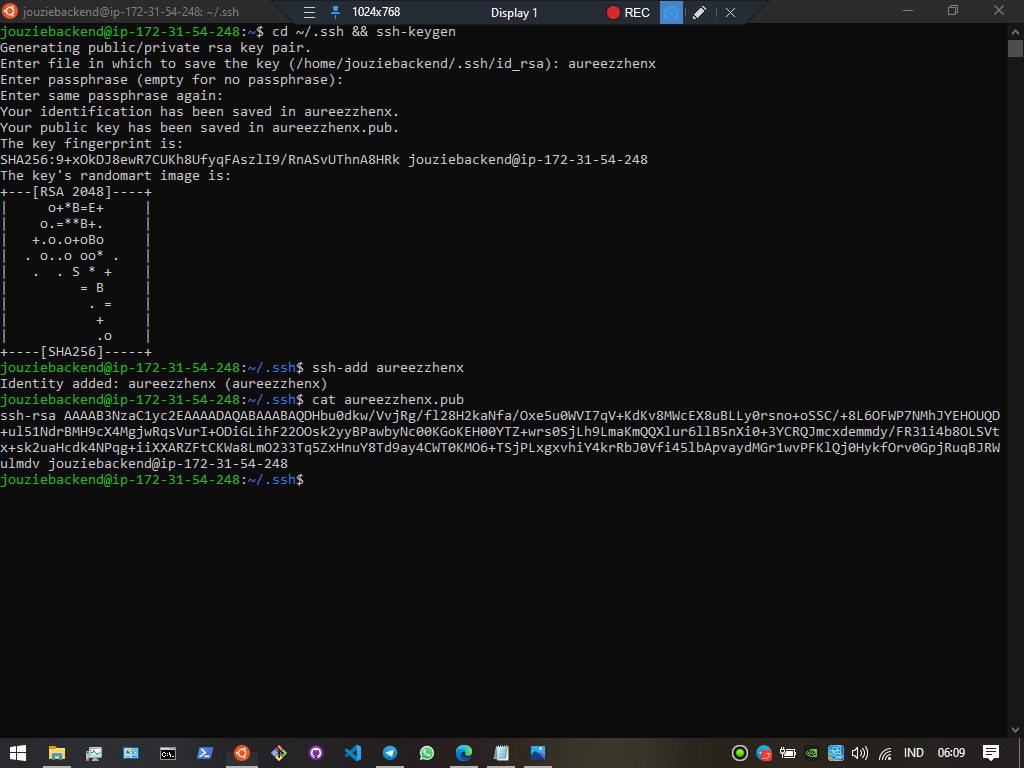 jouziebackend@ip-172-31-54-248: ~/.ssh
1024x768
Display 1
REC
jouziebackend@ip-172-31-54-248:~$ cd ~/.ssh && ssh-keygen
Generating public/private rsa key pair.
Enter file in which to save the key (/home/jouziebackend/.ssh/id_rsa): aureezzhenx
Enter passphrase (empty for no passphrase):
Enter same passphrase again:
Your identification has been saved in aureezzhenx.
Your public key has been saved in aureezzhenx.pub.
The key fingerprint is:
SHA256:9+xOkDJ8ewR7CUKh8UfyqFAszlI9/RnASvUThnA8HRk jouziebackend@ip-172-31-54-248
The key's randomart image is:
+---[RSA 2048]----+
|     o+*B=E+     |
|    o.=**B+.     |
|   +.o.o+oBo     |
|  . o..o oo* .   |
|   .  . S * +    |
|         = B     |
|          . =    |
|           +     |
|           .o    |
+----[SHA256]-----+
jouziebackend@ip-172-31-54-248:~/.ssh$ ssh-add aureezzhenx
Identity added: aureezzhenx (aureezzhenx)
jouziebackend@ip-172-31-54-248:~/.ssh$ cat aureezzhenx.pub
ssh-rsa AAAAB3NzaC1yc2EAAAADAQABAAABAQDHbu0dkw/VvjRg/fl28H2kaNfa/Oxe5u0WVI7qV+KdKv8MWcEX8uBLLy0rsno+oSSC/+8L6OFWP7NMhJYEHOUQD
+ul51NdrBMH9cX4MgjwRqsVurI+ODiGLihF22OOsk2yyBPawbyNc00KGoKEH00YTZ+wrs0SjLh9LmaKmQQXlur6llB5nXi0+3YCRQJmcxdemmdy/FR31i4b8OLSVt
x+sk2uaHcdk4NPqg+iiXXARZFtCKWa8LmO233Tq5ZxHnuY8Td9ay4CWT0KMO6+TSjPLxgxvhiY4krRbJ0Vfi45lbApvaydMGr1wvPFKlQj0HykfOrv0GpjRuqBJRW
ulmdv jouziebackend@ip-172-31-54-248
jouziebackend@ip-172-31-54-248:~/.ssh$
IND
06:09